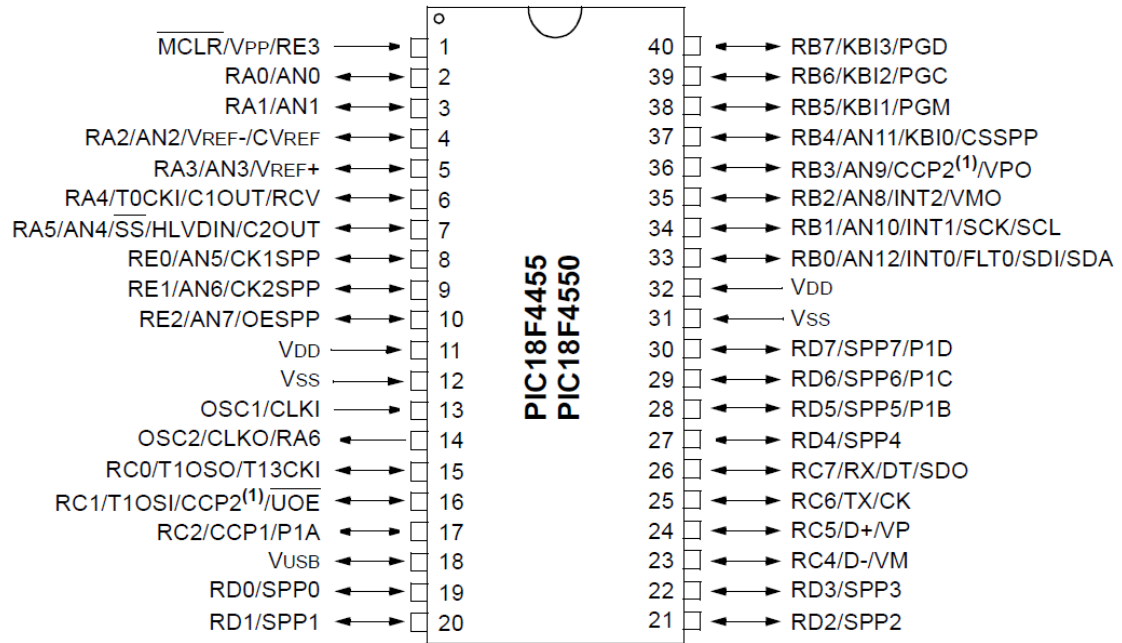 MCLR/VPP/RE3 1 40 RB7/KBI3/PGD
RA0/AN0 2 39 RB6/KBI2/PGC
RA1/AN1 3 38 RB5/KBI1/PGM
RA2/AN2/VREF-/CVREF 4 37 RB4/AN11/KBI0/CSSPP
RA3/AN3/VREF+ 5 36 RB3/AN9/CCP2(1)/VPO
RA4/T0CKI/C1OUT/RCV 6 35 RB2/AN8/INT2/VMO
RA5/AN4/SS/HLVDIN/C2OUT 7 34 RB1/AN10/INT1/SCK/SCL
RE0/AN5/CK1SPP 8 33 RB0/AN12/INT0/FLT0/SDI/SDA
RE1/AN6/CK2SPP 9 32 VDD
RE2/AN7/OESPP 10 31 VSS
VDD 11 30 RD7/SPP7/P1D
VSS 12 29 RD6/SPP6/P1C
OSC1/CLKI 13 28 RD5/SPP5/P1B
OSC2/CLKO/RA6 14 27 RD4/SPP4
RC0/T1OSO/T13CKI 15 26 RC7/RX/DT/SDO
RC1/T1OSI/CCP2(1)/UOE 16 25 RC6/TX/CK
RC2/CCP1/P1A 17 24 RC5/D+/VP
VUSB 18 23 RC4/D-/VM
RD0/SPP0 19 22 RD3/SPP3
RD1/SPP1 20 21 RD2/SPP2
PIC18F4455
PIC18F4550